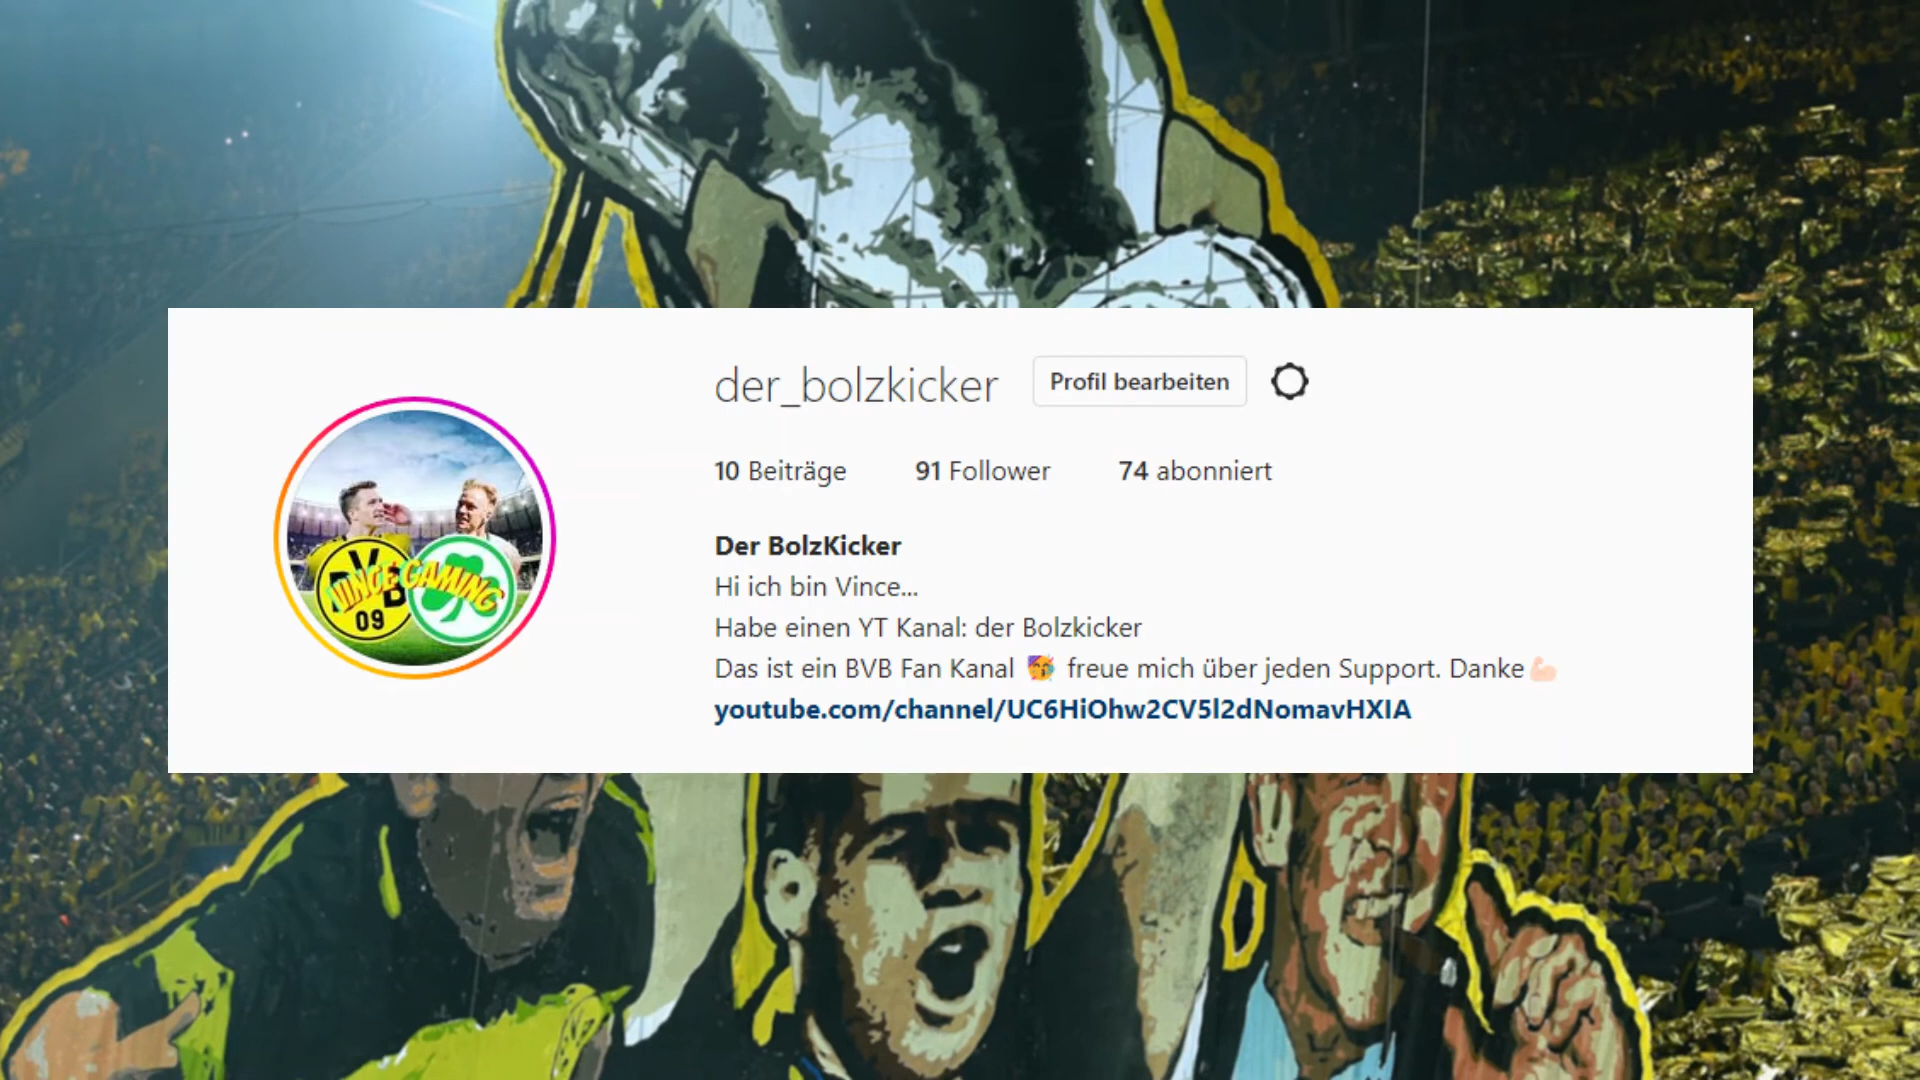 der_bolzkicker Profil bearbeiten
10 Beiträge 91 Follower 74 abonniert
Der BolzKicker
Hi ich bin Vince...
Habe einen YT Kanal: der Bolzkicker
Das ist ein BVB Fan Kanal 🥳 freue mich über jeden Support. Danke💪🏻
youtube.com/channel/UC6HiOhw2CV5l2dNomavHXIA
BVB
09
VINCE GAMING